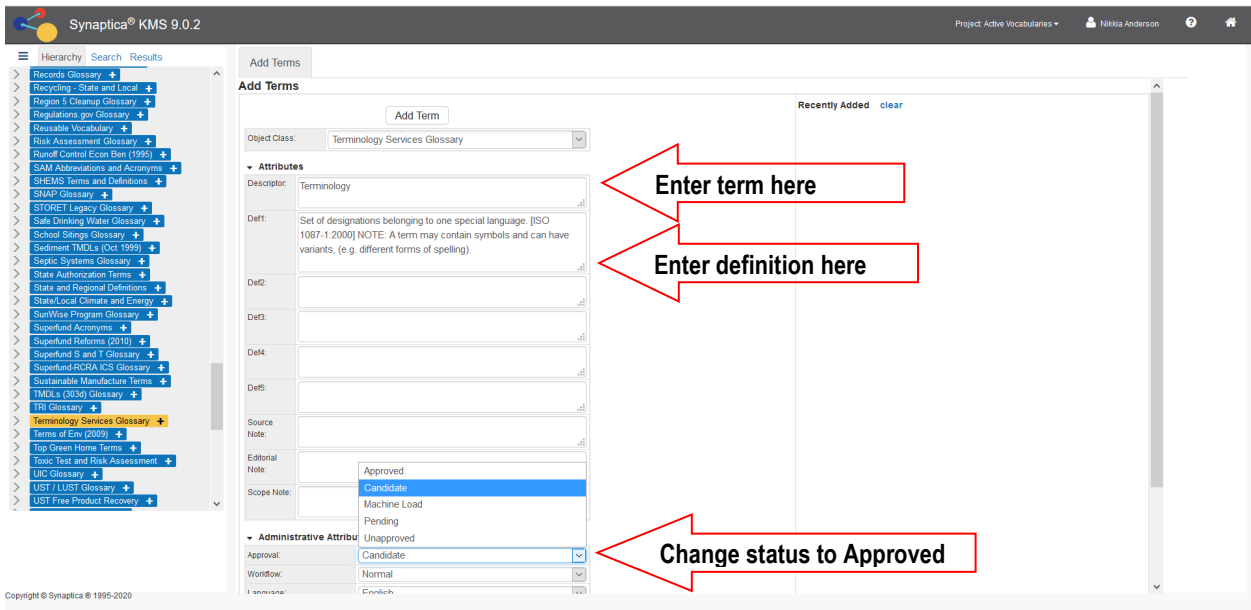 Synaptica® KMS 9.0.2
Project: Active Vocabularies
Nikkia Anderson
?
Hierarchy Search Results
Records Glossary +
Recycling - State and Local +
Region 5 Cleanup Glossary +
Regulations.gov Glossary +
Reusable Vocabulary +
Risk Assessment Glossary +
Runoff Control Econ Ben (1995) +
SAM Abbreviations and Acronyms +
SHEMS Terms and Definitions +
SNAP Glossary +
STORET Legacy Glossary +
Safe Drinking Water Glossary +
School Sitings Glossary +
Sediment TMDLs (Oct 1999) +
Septic Systems Glossary +
State Authorization Terms +
State and Regional Definitions +
State/Local Climate and Energy +
SunWise Program Glossary +
Superfund Acronyms +
Superfund Reforms (2010) +
Superfund S and T Glossary +
Superfund-RCRA ICS Glossary +
Sustainable Manufacture Terms +
TMDLs (303d) Glossary +
TRI Glossary +
Terminology Services Glossary +
Terms of Env (2009) +
Top Green Home Terms +
Toxic Test and Risk Assessment +
UIC Glossary +
UST / LUST Glossary +
UST Free Product Recovery +
Add Terms
Add Terms
Add Term
Recently Added clear
Object Class: Terminology Services Glossary
Attributes
Descriptor: Terminology
Enter term here
Def1: Set of designations belonging to one special language. [ISO
1087-1:2000] NOTE: A term may contain symbols and can have
variants, (e.g. different forms of spelling).
Enter definition here
Def2:
Def3:
Def4:
Def5:
Source
Note:
Editorial
Note:
Scope Note:
Approved
Candidate
Machine Load
Pending
Unapproved
Administrative Attribu
Approval: Candidate
Change status to Approved
Workflow: Normal
Language: English
Copyright © Synaptica ® 1995-2020